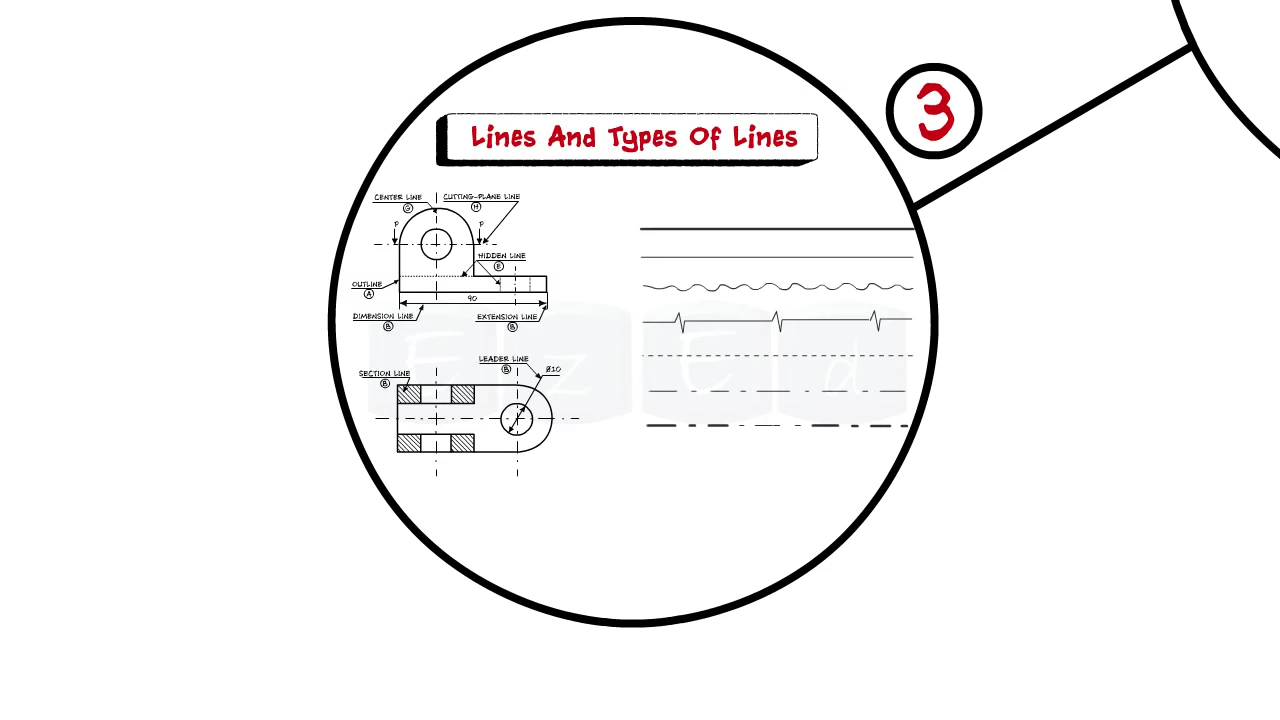 3
Lines And Types Of Lines
CENTER LINE
G
CUTTING-PLANE LINE
H
P
P
HIDDEN LINE
E
OUTLINE
A
90
DIMENSION LINE
B
EXTENSION LINE
B
LEADER LINE
B
Ø10
SECTION LINE
B
E z E d